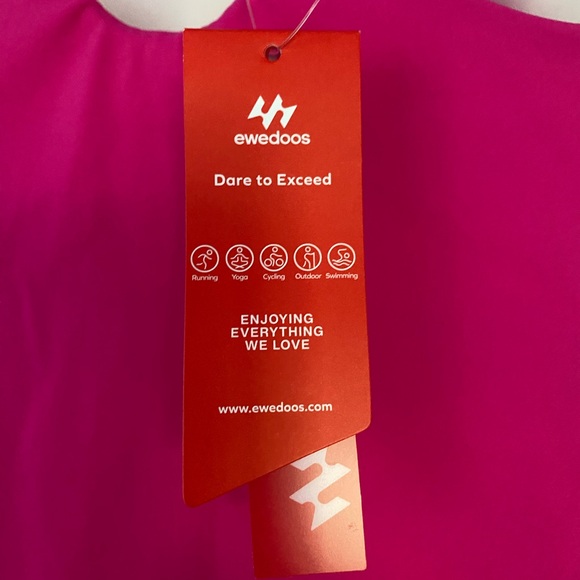 ewedoos
Dare to Exceed
Running Yoga Cycling Outdoor Swimming
ENJOYING
EVERYTHING
WE LOVE
www.ewedoos.com